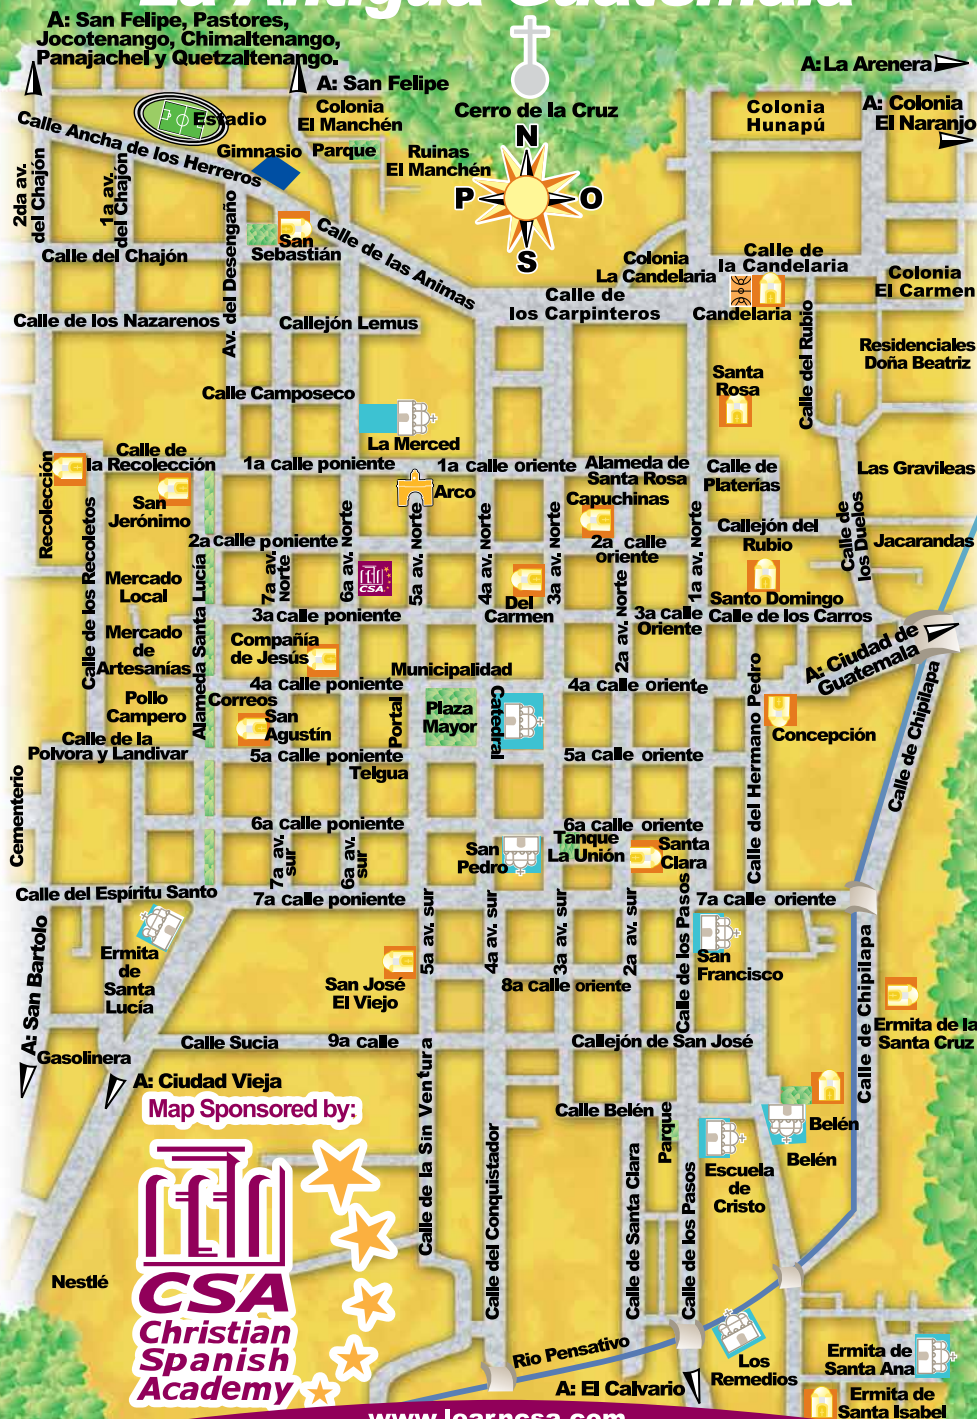 La Antigua Guatemala
A: San Felipe, Pastores,
Jocotenango, Chimaltenango,
Panajachel y Quetzaltenango.
A: San Felipe
Cerro de la Cruz
A: La Arenera
A: Colonia
El Naranjo
Colonia
Hunapú
Estadio
Colonia
El Manchén
Calle Ancha de los Herreros
Gimnasio
Parque
Ruinas
El Manchén
N
P
O
S
2da av.
del Chajón
1a av.
del Chajón
San
Sebastián
Calle del Chajón
Av. del Desengaño
Calle de las Animas
Colonia
La Candelaria
Calle de
la Candelaria
Colonia
El Carmen
Calle de
los Carpinteros
Candelaria
Calle de los Nazarenos
Callejón Lemus
Calle del Rubio
Residenciales
Doña Beatriz
Santa
Rosa
Calle Camposeco
La Merced
Recolección
Calle de
la Recolección
1a calle poniente
1a calle oriente
Alameda de
Santa Rosa
Calle de
Platerías
Las Gravileas
San
Jerónimo
Arco
Capuchinas
Calle de los Recoletos
2a calle poniente
6a av. Norte
5a av. Norte
4a av. Norte
3a av. Norte
2a calle
oriente
1a av. Norte
Callejón del
Rubio
Calle de
los Duelos
Jacarandas
Mercado
Local
7a av.
Norte
CSA
Del
Carmen
2a av. Norte
Santo Domingo
3a calle poniente
3a calle
Oriente
Calle de los Carros
Mercado
de
Artesanías
Alameda Santa Lucía
Compañía
de Jesús
Municipalidad
A: Ciudad de
Guatemala
4a calle poniente
4a calle oriente
Pollo
Campero
Correos
San
Agustín
Portal
Plaza
Mayor
Catedral
Calle del Hermano Pedro
Concepción
Calle de Chipilapa
Calle de la
Polvora y Landivar
5a calle poniente
Telgua
5a calle oriente
Cementerio
6a calle poniente
6a calle oriente
7a av.
sur
6a av.
sur
San
Pedro
Tanque
La Unión
Santa
Clara
Calle del Espíritu Santo
7a calle poniente
7a calle oriente
A: San Bartolo
Ermita
de
Santa
Lucía
San José
El Viejo
5a av. sur
4a av. sur
3a av. sur
2a av. sur
Calle de los Pasos
San
Francisco
8a calle oriente
Calle de Chipilapa
Ermita de la
Santa Cruz
Gasolinera
Calle Sucia
9a calle
Callejón de San José
A: Ciudad Vieja
Calle de la Sin Ventura
Calle Belén
Parque
Belén
Belén
Escuela
de
Cristo
Map Sponsored by:
CSA
Christian
Spanish
Academy
Nestlé
Calle del Conquistador
Calle de Santa Clara
Calle de los Pasos
Rio Pensativo
A: El Calvario
Los
Remedios
Ermita de
Santa Ana
Ermita de
Santa Isabel
www.learncsa.com